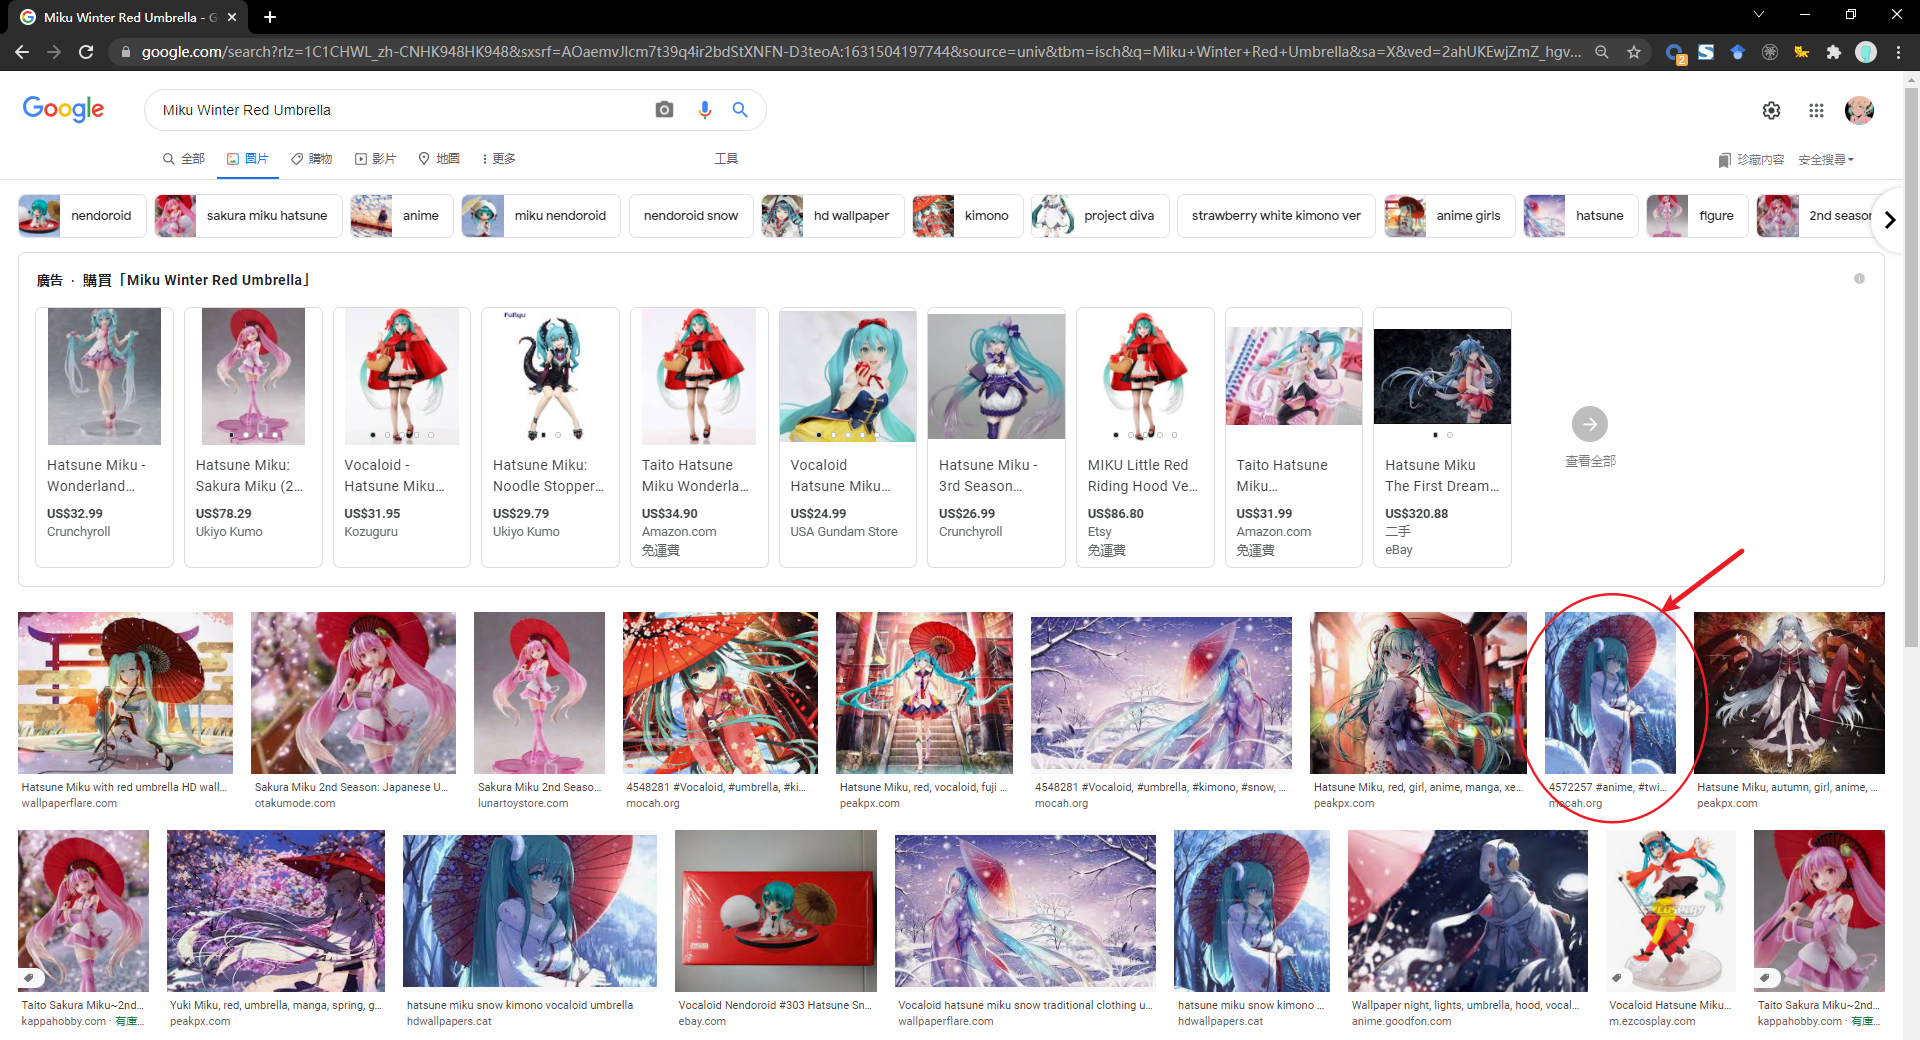 Miku Winter Red Umbrella - G
google.com/search?rlz=1C1CHWL_zh-CNHK948HK948&sxsrf=AOaemvJlcm7t39q4ir2bdStXNFN-D3teoA:1631504197744&source=univ&tbm=isch&q=Miku+Winter+Red+Umbrella&sa=X&ved=2ahUKEwjZmZ_hgv...
2
Google
Miku Winter Red Umbrella
全部 圖片 購物 影片 地圖 更多 工具 珍藏內容 安全搜尋
nendoroid sakura miku hatsune anime miku nendoroid nendoroid snow hd wallpaper kimono project diva strawberry white kimono ver anime girls hatsune figure 2nd season
廣告 · 購買「Miku Winter Red Umbrella」
FuRyu
Hatsune Miku - Wonderland...
US$32.99
Crunchyroll
Hatsune Miku: Sakura Miku (2...
US$78.29
Ukiyo Kumo
Vocaloid - Hatsune Miku...
US$31.95
Kozuguru
Hatsune Miku: Noodle Stopper...
US$29.79
Ukiyo Kumo
Taito Hatsune Miku Wonderla...
US$34.90
Amazon.com
免運費
Vocaloid Hatsune Miku...
US$24.99
USA Gundam Store
Hatsune Miku - 3rd Season...
US$26.99
Crunchyroll
MIKU Little Red Riding Hood Ve...
US$86.80
Etsy
免運費
Taito Hatsune Miku...
US$31.99
Amazon.com
免運費
Hatsune Miku The First Dream...
US$320.88
二手
eBay
查看全部
Hatsune Miku with red umbrella HD wall...
wallpaperflare.com
Sakura Miku 2nd Season: Japanese U...
otakumode.com
Sakura Miku 2nd Seaso...
lunartoystore.com
4548281 #Vocaloid, #umbrella, #ki...
mocah.org
Hatsune Miku, red, vocaloid, fuji ...
peakpx.com
4548281 #Vocaloid, #umbrella, #kimono, #snow, ...
mocah.org
Hatsune Miku, red, girl, anime, manga, xe...
peakpx.com
4572257 #anime, #twi...
mocah.org
Hatsune Miku, autumn, girl, anime, ...
peakpx.com
Taito Sakura Miku~2nd...
kappahobby.com · 有庫...
Yuki Miku, red, umbrella, manga, spring, g...
peakpx.com
hatsune miku snow kimono vocaloid umbrella
hdwallpapers.cat
Vocaloid Nendoroid #303 Hatsune Sn...
ebay.com
Vocaloid hatsune miku snow traditional clothing u...
wallpaperflare.com
hatsune miku snow kimono ...
hdwallpapers.cat
Wallpaper night, lights, umbrella, hood, vocal...
anime.goodfon.com
Vocaloid Hatsune Miku...
m.ezcosplay.com
Taito Sakura Miku~2nd...
kappahobby.com · 有庫...